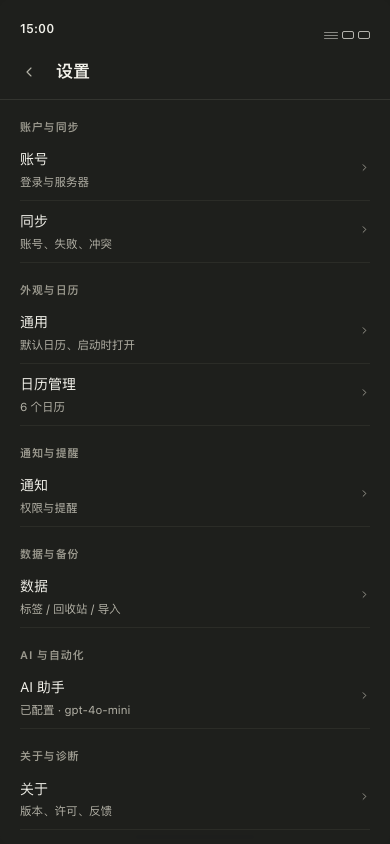 15:00
设置
账户与同步
账号
登录与服务器
同步
账号、失败、冲突
外观与日历
通用
默认日历、启动时打开
日历管理
6 个日历
通知与提醒
通知
权限与提醒
数据与备份
数据
标签 / 回收站 / 导入
AI 与自动化
AI 助手
已配置 · gpt-4o-mini
关于与诊断
关于
版本、许可、反馈